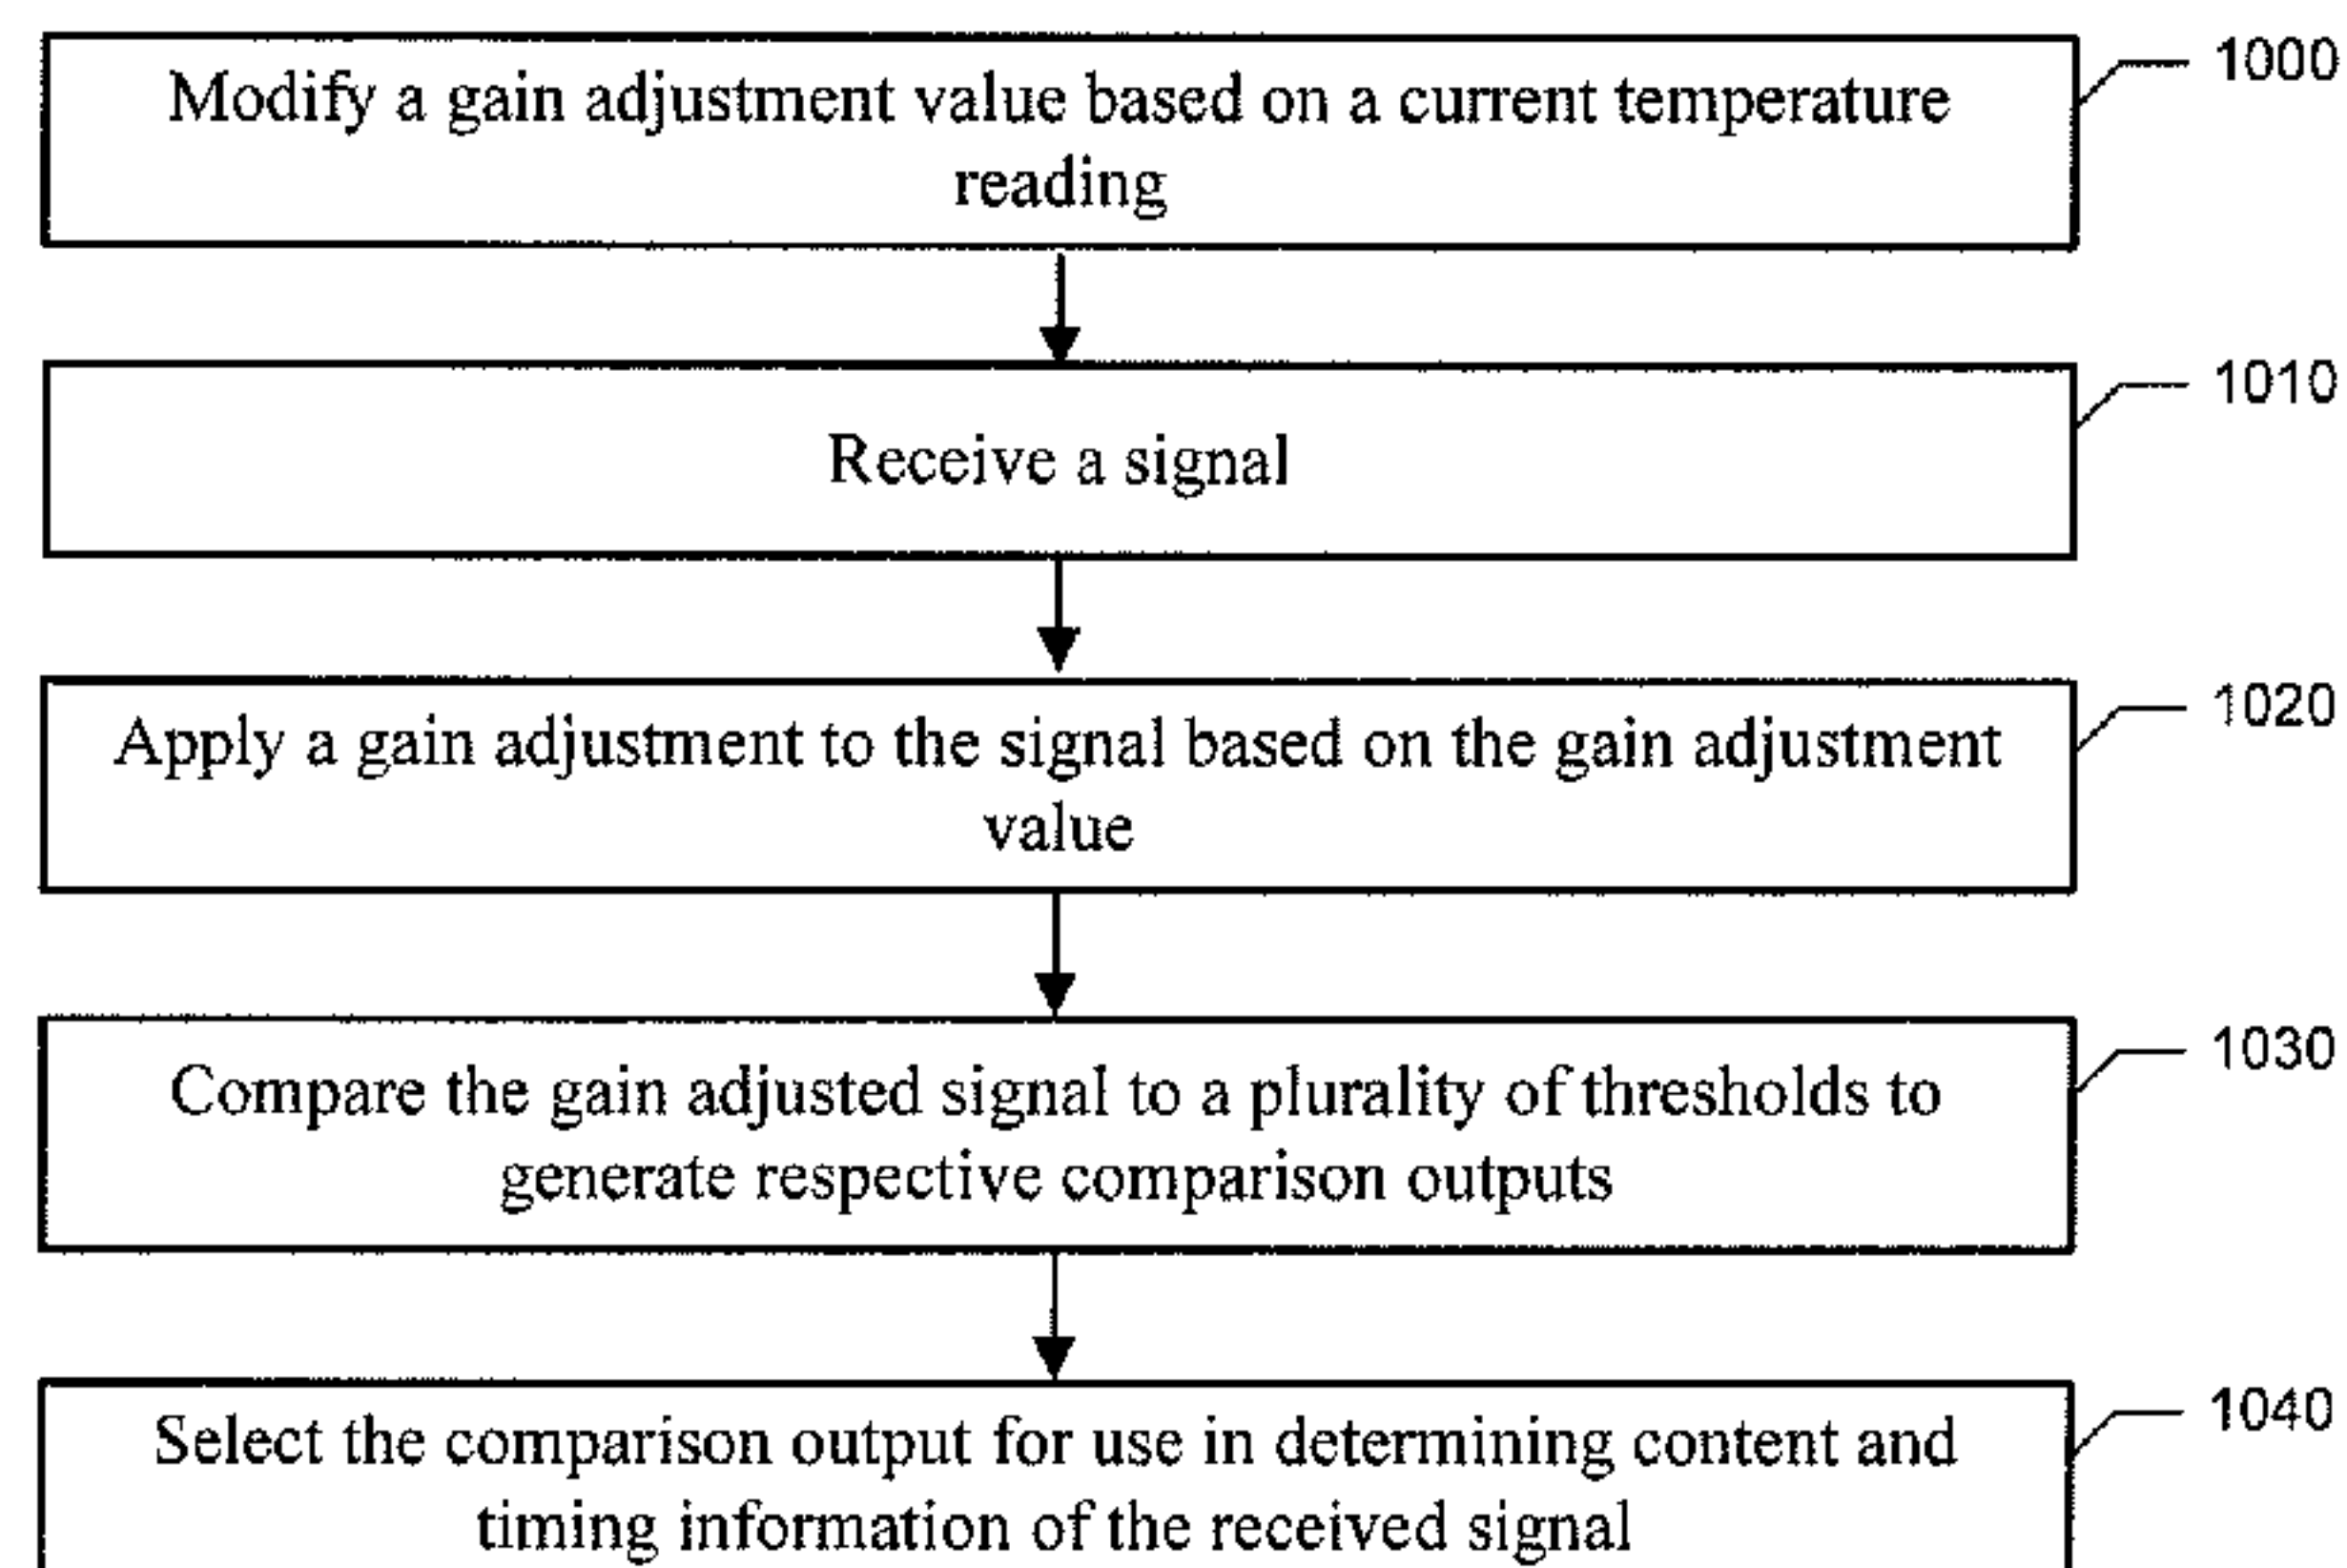 Modify a gain adjustment value based on a current temperature
reading
1000
Receive a signal
1010
Apply a gain adjustment to the signal based on the gain adjustment
value
1020
Compare the gain adjusted signal to a plurality of thresholds to
generate respective comparison outputs
1030
Select the comparison output for use in determining content and
timing information of the received signal
1040